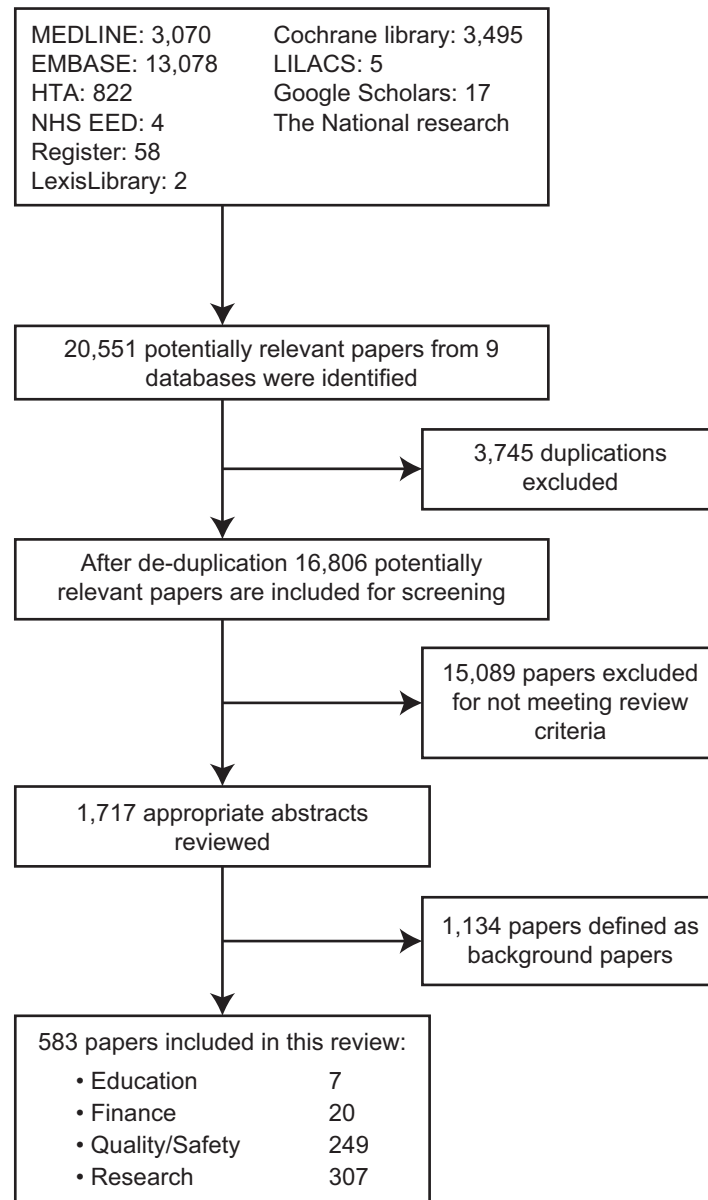 MEDLINE: 3,070
EMBASE: 13,078
HTA: 822
NHS EED: 4
Register: 58
LexisLibrary: 2
Cochrane library: 3,495
LILACS: 5
Google Scholars: 17
The National research
20,551 potentially relevant papers from 9
databases were identified
3,745 duplications
excluded
After de-duplication 16,806 potentially
relevant papers are included for screening
15,089 papers excluded
for not meeting review
criteria
1,717 appropriate abstracts
reviewed
1,134 papers defined as
background papers
583 papers included in this review:
• Education 7
• Finance 20
• Quality/Safety 249
• Research 307